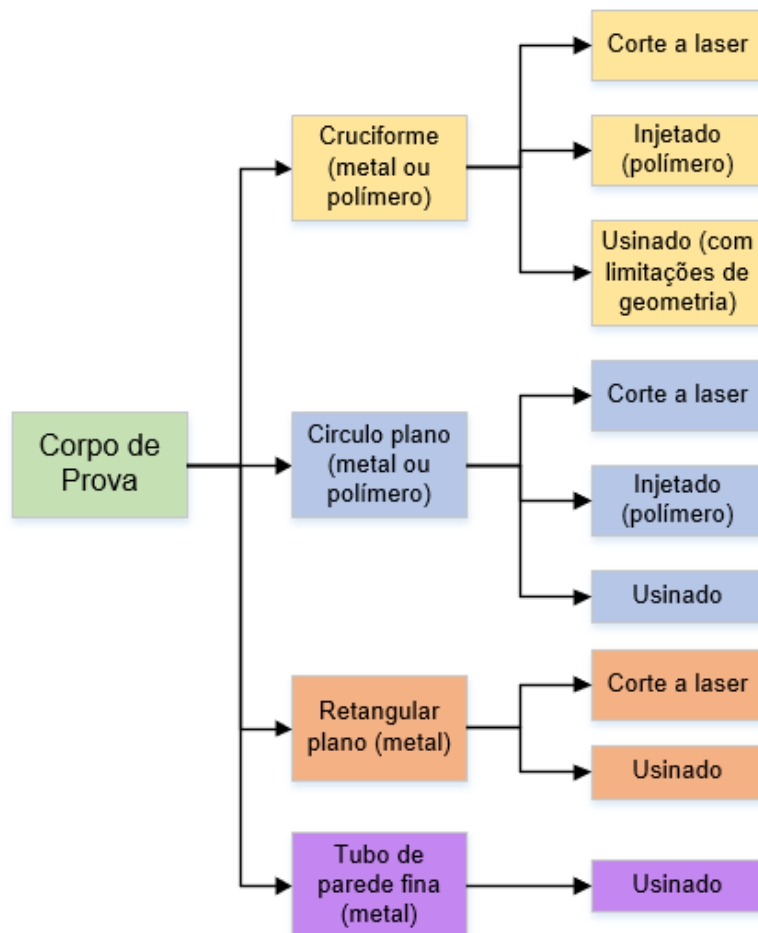 Corpo de
Prova
Cruciforme
(metal ou
polímero)
Corte a laser
Injetado
(polímero)
Usinado (com
limitações de
geometria)
Circulo plano
(metal ou
polímero)
Corte a laser
Injetado
(polímero)
Usinado
Retangular
plano (metal)
Corte a laser
Usinado
Tubo de
parede fina
(metal)
Usinado